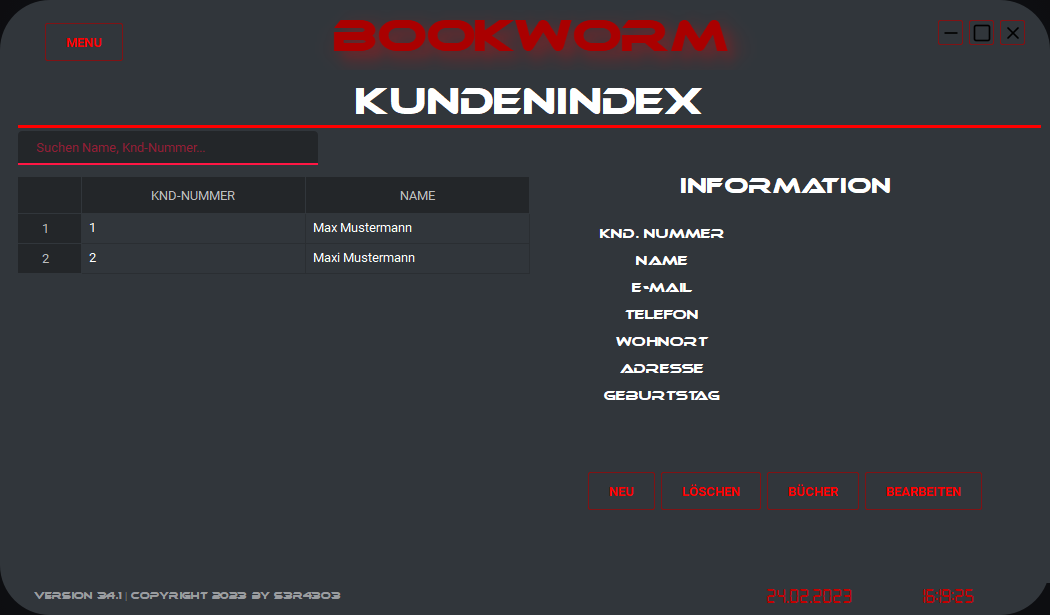 MENU
BOOKWORM
KUNDENINDEX
Suchen Name, Knd-Nummer...
KND-NUMMER NAME
1 1 Max Mustermann
2 2 Maxi Mustermann
INFORMATION
KND. NUMMER
NAME
E-MAIL
TELEFON
WOHNORT
ADRESSE
GEBURTSTAG
NEU LÖSCHEN BÜCHER BEARBEITEN
VERSION 3.4.1 | COPYRIGHT 2023 BY S3R43O3 24.02.2023 16:19:25